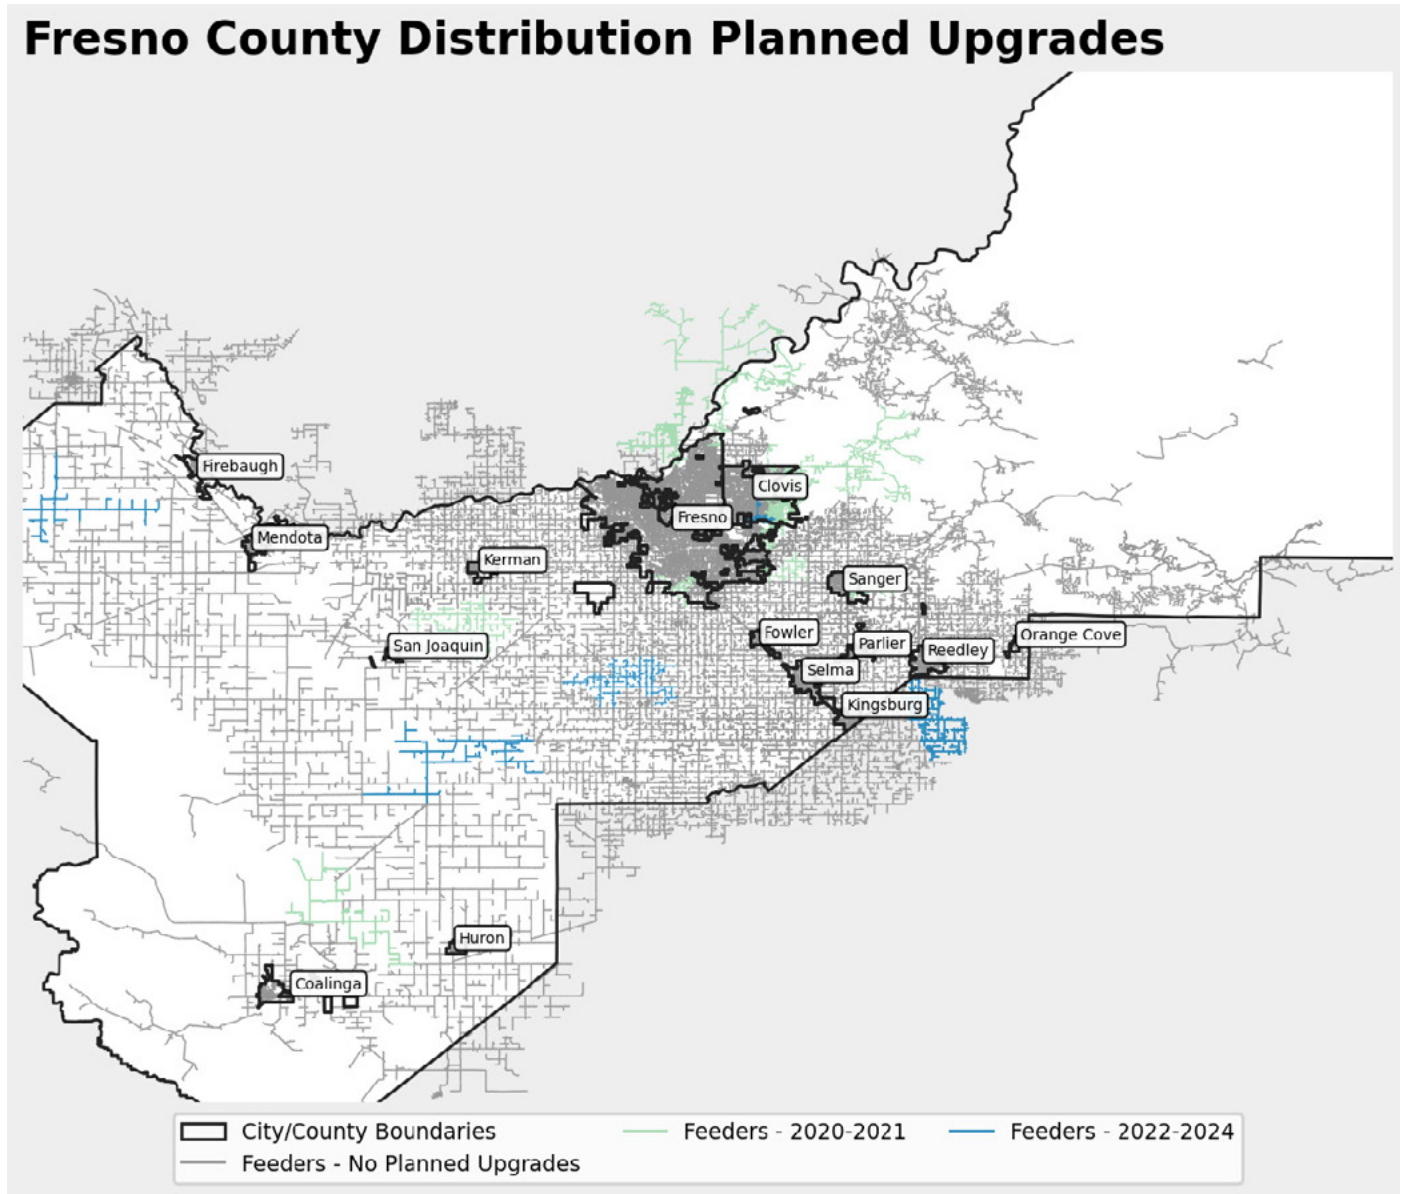 Fresno County Distribution Planned Upgrades
Firebaugh
Clovis
Fresno
Mendota
Kerman
Sanger
Fowler
Orange Cove
Parlier
San Joaquin
Reedley
Selma
Kingsburg
Huron
Coalinga
City/County Boundaries
Feeders - 2020-2021
Feeders - 2022-2024
Feeders - No Planned Upgrades